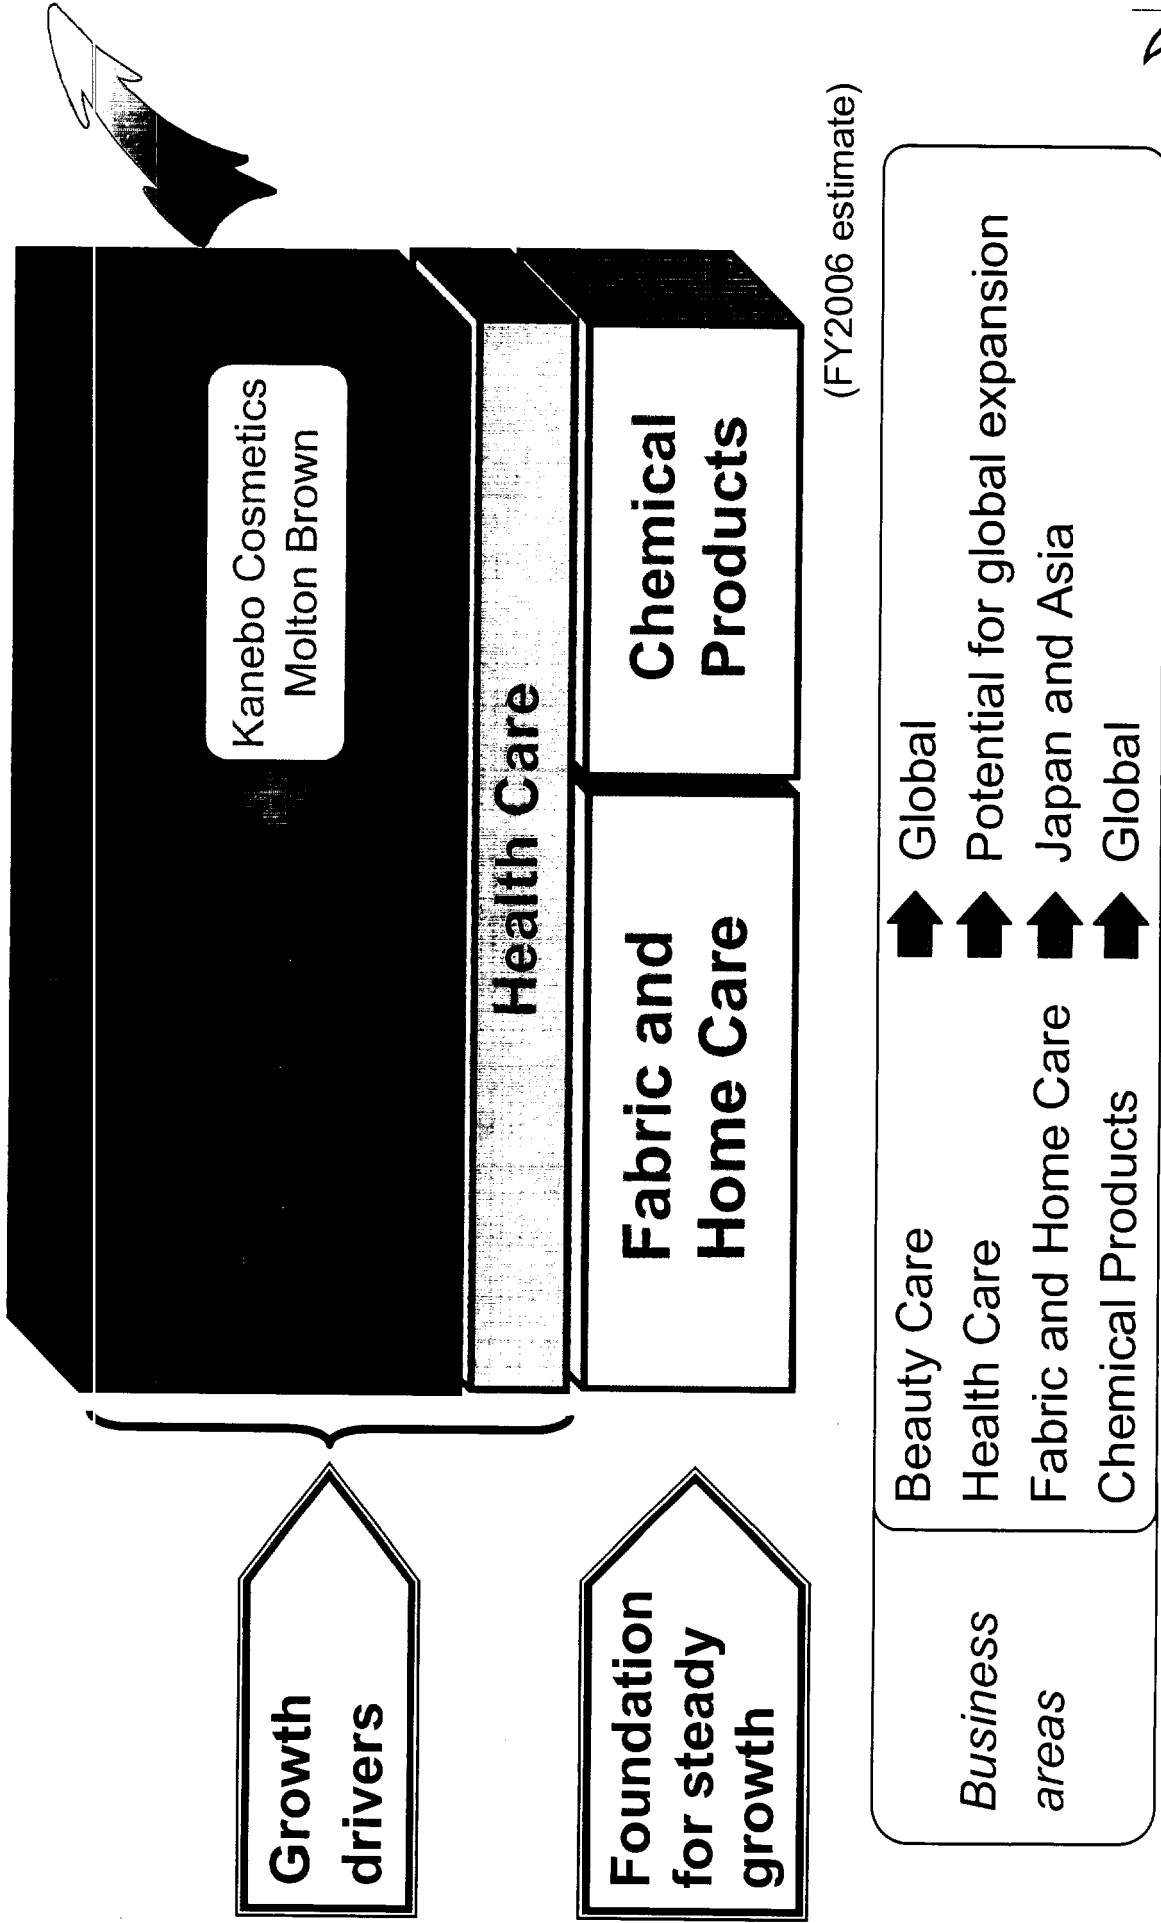 Growth
drivers
Kanebo Cosmetics
Molton Brown
Health Care
Foundation
for steady
growth
Fabric and
Home Care
Chemical
Products
(FY2006 estimate)
Business
areas
Beauty Care Global
Health Care Potential for global expansion
Fabric and Home Care Japan and Asia
Chemical Products Global